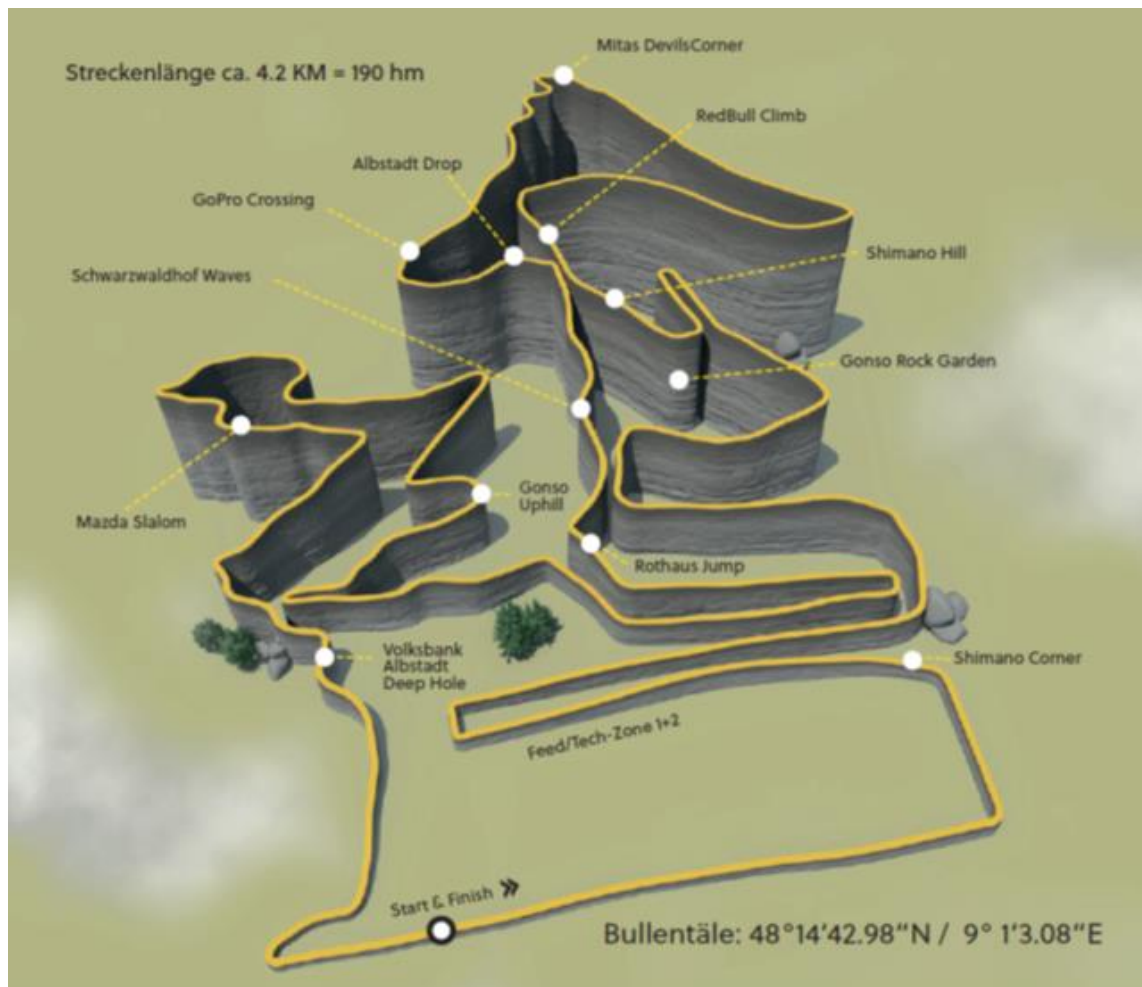 Mitas DevilsCorner
Streckenlänge ca. 4.2 KM = 190 hm
RedBull Climb
Albstadt Drop
GoPro Crossing
Shimano Hill
Schwarzwaldhof Waves
Gonso Rock Garden
Gonso
Uphill
Mazda Slalom
Rothaus Jump
Volksbank
Albstadt
Deep Hole
Shimano Corner
Feed/Tech-Zone 1+2
Start & Finish »
Bullentäle: 48°14'42.98"N / 9° 1'3.08"E